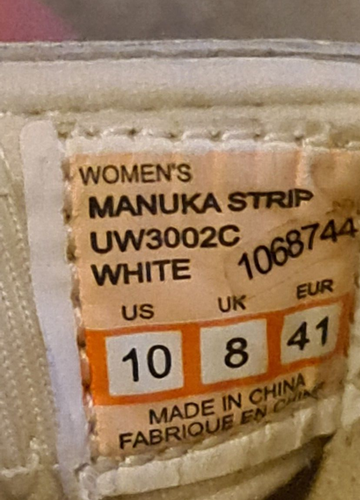 WOMEN'S
MANUKA STRIP
UW3002C
WHITE 1068744
US UK EUR
10 8 41
MADE IN CHINA
FABRIQUE EN CHINE